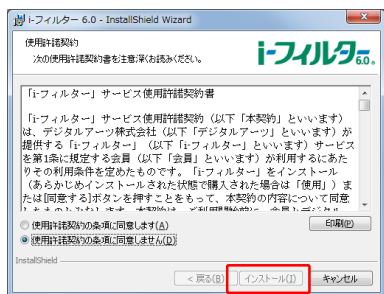 i-フィルター 6.0 - InstallShield Wizard
使用許諾契約
次の使用許諾契約書を注意深くお読みください。
i-フィルタ-6.0.
「i-フィルター」サービス使用許諾契約書
「i-フィルター」サービス使用許諾契約（以下「本契約」といいます）
は、デジタルアーツ株式会社（以下「デジタルアーツ」といいます）が
提供する「i-フィルター」（以下「i-フィルター」といいます）サービス
を第1条に規定する会員（以下「会員」といいます）が利用するにあた
りその利用条件を定めたものです。「i-フィルター」をインストール
（あらかじめインストールされた状態で購入された場合は「使用」）ま
たは[同意する]ボタンを押すことをもって、本契約の内容について同意
使用許諾契約の条項に同意します(A)
印刷(P)
使用許諾契約の条項に同意しません(D)
InstallShield
< 戻る(B)
インストール(I)
キャンセル